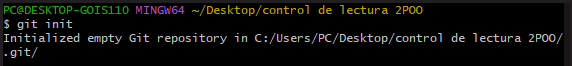 PC@DESKTOP-GOIS110 MINGW64 ~/Desktop/control de lectura 2POO
$ git init
Initialized empty Git repository in C:/Users/PC/Desktop/control de lectura 2POO/
.git/